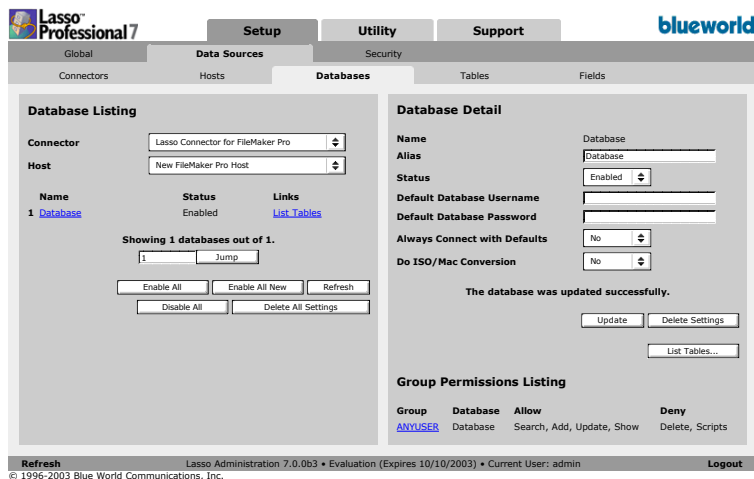 Lasso™
Professional 7
Setup Utility Support
blueworld
Global Data Sources Security
Connectors Hosts Databases Tables Fields
Database Listing
Connector Lasso Connector for FileMaker Pro
Host New FileMaker Pro Host
Name Status Links
1 Database Enabled List Tables
Showing 1 databases out of 1.
1 Jump
Enable All Enable All New Refresh
Disable All Delete All Settings
Database Detail
Name Database
Alias Database
Status Enabled
Default Database Username
Default Database Password
Always Connect with Defaults No
Do ISO/Mac Conversion No
The database was updated successfully.
Update Delete Settings
List Tables...
Group Permissions Listing
Group Database Allow Deny
ANYUSER Database Search, Add, Update, Show Delete, Scripts
Refresh Lasso Administration 7.0.0b3 • Evaluation (Expires 10/10/2003) • Current User: admin Logout
© 1996-2003 Blue World Communications, Inc.